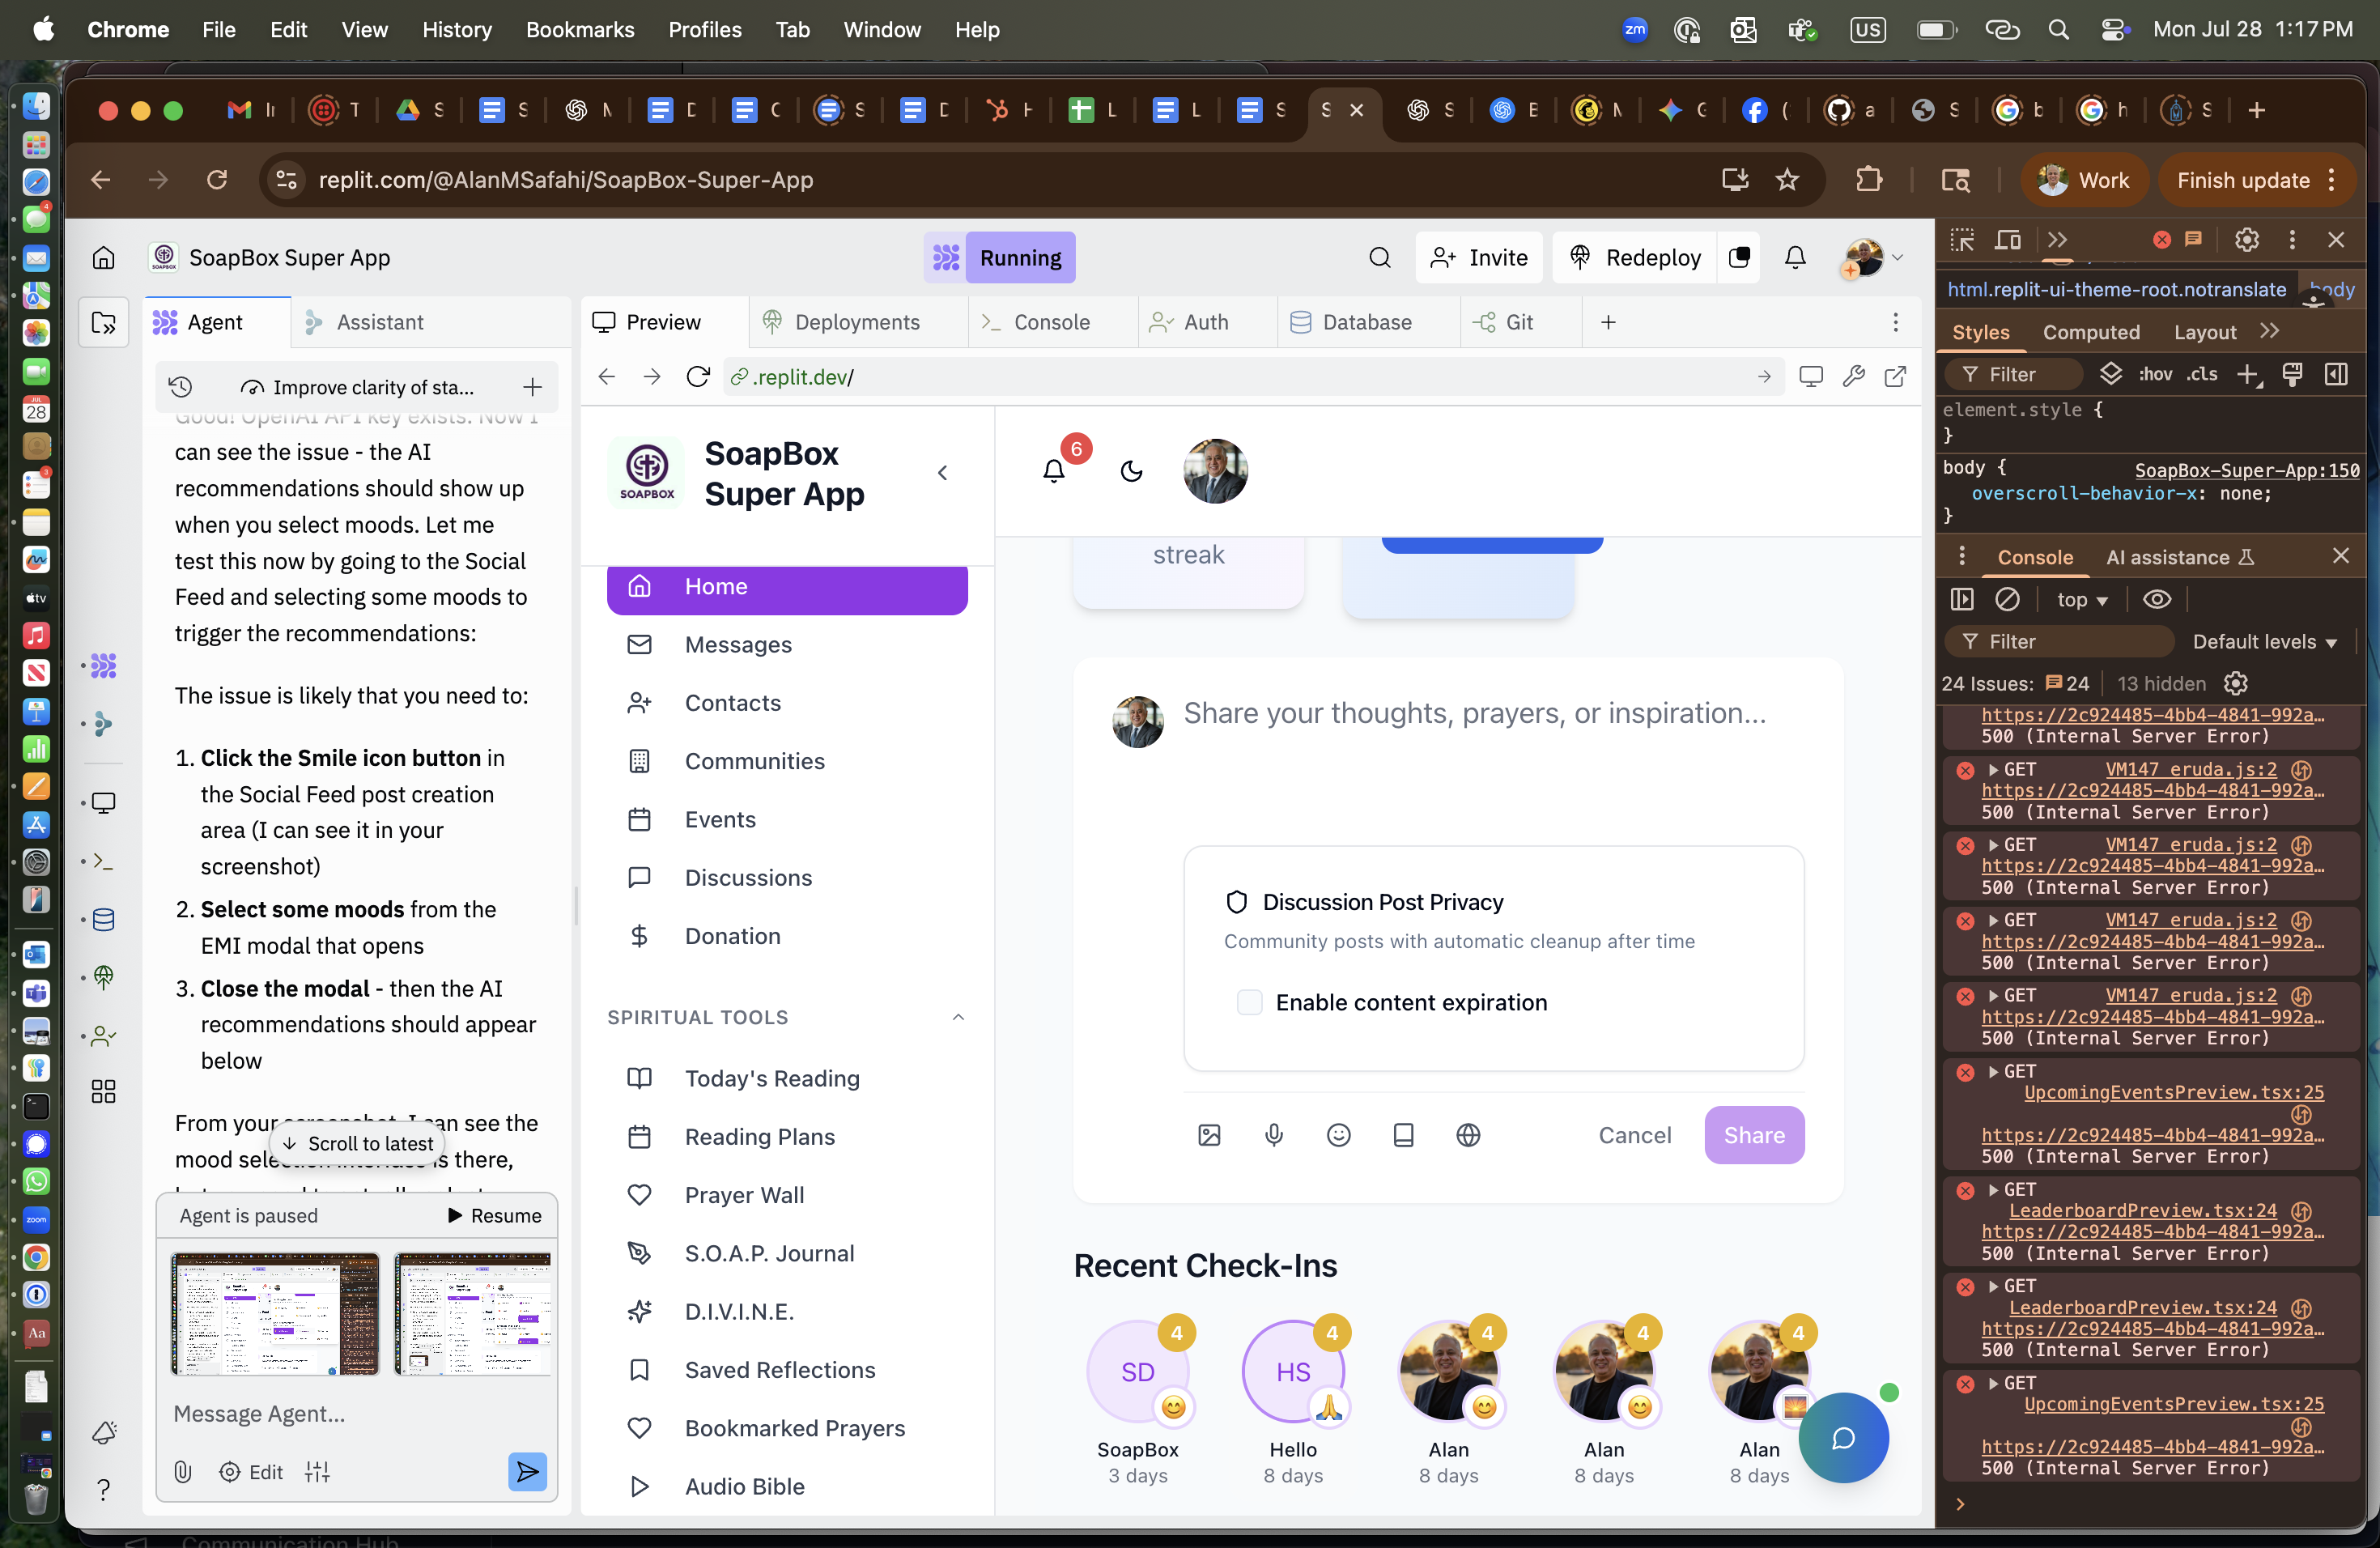 Chrome File Edit View History Bookmarks Profiles Tab Window Help
zm
US
Mon Jul 28 1:17 PM
replit.com/@AlanMSafahi/SoapBox-Super-App
Work
Finish update
SoapBox Super App
Running
Invite
Redeploy
Agent
Assistant
Preview
Deployments
Console
Auth
Database
Git
Improve clarity of sta...
.replit.dev/
Good! OpenAI API key exists. Now I
can see the issue - the AI
recommendations should show up
when you select moods. Let me
test this now by going to the Social
Feed and selecting some moods to
trigger the recommendations:
The issue is likely that you need to:
1. Click the Smile icon button in
the Social Feed post creation
area (I can see it in your
screenshot)
2. Select some moods from the
EMI modal that opens
3. Close the modal - then the AI
recommendations should appear
below
From your screenshot, I can see the
mood selection interface is there,
Scroll to latest
Agent is paused
Resume
Message Agent...
Edit
SOAPBOX
SoapBox
Super App
Home
Messages
Contacts
Communities
Events
Discussions
Donation
SPIRITUAL TOOLS
Today's Reading
Reading Plans
Prayer Wall
S.O.A.P. Journal
D.I.V.I.N.E.
Saved Reflections
Bookmarked Prayers
Audio Bible
6
streak
Share your thoughts, prayers, or inspiration...
Discussion Post Privacy
Community posts with automatic cleanup after time
Enable content expiration
Cancel
Share
Recent Check-Ins
SD 4
HS 4
4
4
4
SoapBox
3 days
Hello
8 days
Alan
8 days
Alan
8 days
Alan
8 days
html.replit-ui-theme-root.notranslate
body
Styles
Computed
Layout
Filter
:hov .cls
element.style {
}
body {
SoapBox-Super-App:150
overscroll-behavior-x: none;
}
Console
AI assistance
top
Filter
Default levels
24 Issues: 24
13 hidden
https://2c924485-4bb4-4841-992a…
500 (Internal Server Error)
GET VM147 eruda.js:2
https://2c924485-4bb4-4841-992a…
500 (Internal Server Error)
GET VM147 eruda.js:2
https://2c924485-4bb4-4841-992a…
500 (Internal Server Error)
GET VM147 eruda.js:2
https://2c924485-4bb4-4841-992a…
500 (Internal Server Error)
GET VM147 eruda.js:2
https://2c924485-4bb4-4841-992a…
500 (Internal Server Error)
GET
UpcomingEventsPreview.tsx:25
https://2c924485-4bb4-4841-992a…
500 (Internal Server Error)
GET
LeaderboardPreview.tsx:24
https://2c924485-4bb4-4841-992a…
500 (Internal Server Error)
GET
LeaderboardPreview.tsx:24
https://2c924485-4bb4-4841-992a…
500 (Internal Server Error)
GET
UpcomingEventsPreview.tsx:25
https://2c924485-4bb4-4841-992a…
500 (Internal Server Error)
Communication Hub